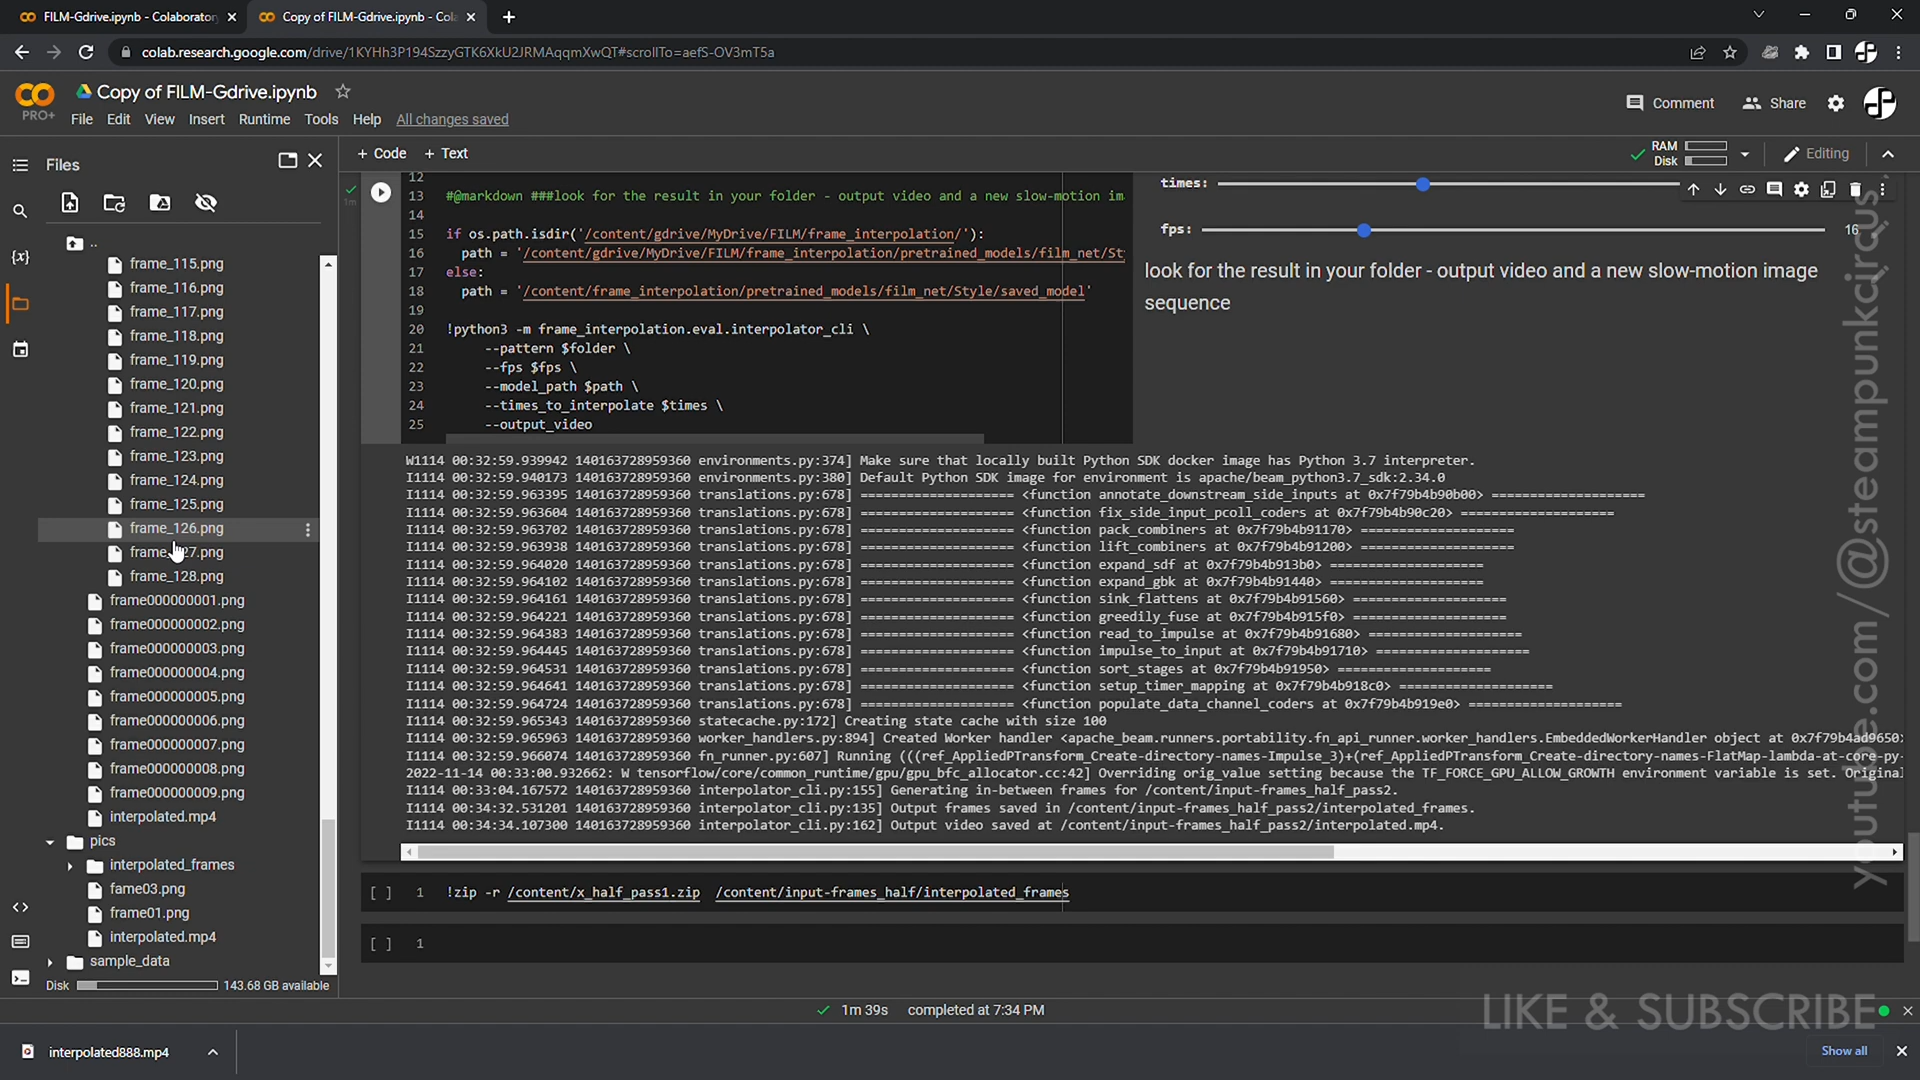 FILM-Gdrive.ipynb - Colaborator
Copy of FILM-Gdrive.ipynb - Col
colab.research.google.com/drive/1KYHh3P194SzzyGTK6XkU2JRMAqqmXwQT#scrollTo=aefS-OV3mT5a
PRO+
Copy of FILM-Gdrive.ipynb
File Edit View Insert Runtime Tools Help All changes saved
Comment Share
Files
+ Code + Text
RAM
Disk
Editing
..
frame_115.png
frame_116.png
frame_117.png
frame_118.png
frame_119.png
frame_120.png
frame_121.png
frame_122.png
frame_123.png
frame_124.png
frame_125.png
frame_126.png
frame_127.png
frame_128.png
frame000000001.png
frame000000002.png
frame000000003.png
frame000000004.png
frame000000005.png
frame000000006.png
frame000000007.png
frame000000008.png
frame000000009.png
interpolated.mp4
pics
interpolated_frames
fame03.png
frame01.png
interpolated.mp4
sample_data
Disk 143.68 GB available
1m
12
13 #@markdown ###look for the result in your folder - output video and a new slow-motion im
14
15 if os.path.isdir('/content/gdrive/MyDrive/FILM/frame_interpolation/'):
16 path = '/content/gdrive/MyDrive/FILM/frame_interpolation/pretrained_models/film_net/St
17 else:
18 path = '/content/frame_interpolation/pretrained_models/film_net/Style/saved_model'
19
20 !python3 -m frame_interpolation.eval.interpolator_cli \
21 --pattern $folder \
22 --fps $fps \
23 --model_path $path \
24 --times_to_interpolate $times \
25 --output_video
times:
fps: 16
look for the result in your folder - output video and a new slow-motion image
sequence
W1114 00:32:59.939942 140163728959360 environments.py:374] Make sure that locally built Python SDK docker image has Python 3.7 interpreter.
I1114 00:32:59.940173 140163728959360 environments.py:380] Default Python SDK image for environment is apache/beam_python3.7_sdk:2.34.0
I1114 00:32:59.963395 140163728959360 translations.py:678] ==================== <function annotate_downstream_side_inputs at 0x7f79b4b90b00> ====================
I1114 00:32:59.963604 140163728959360 translations.py:678] ==================== <function fix_side_input_pcoll_coders at 0x7f79b4b90c20> ====================
I1114 00:32:59.963702 140163728959360 translations.py:678] ==================== <function pack_combiners at 0x7f79b4b91170> ====================
I1114 00:32:59.963938 140163728959360 translations.py:678] ==================== <function lift_combiners at 0x7f79b4b91200> ====================
I1114 00:32:59.964020 140163728959360 translations.py:678] ==================== <function expand_sdf at 0x7f79b4b913b0> ====================
I1114 00:32:59.964102 140163728959360 translations.py:678] ==================== <function expand_gbk at 0x7f79b4b91440> ====================
I1114 00:32:59.964161 140163728959360 translations.py:678] ==================== <function sink_flattens at 0x7f79b4b91560> ====================
I1114 00:32:59.964221 140163728959360 translations.py:678] ==================== <function greedily_fuse at 0x7f79b4b915f0> ====================
I1114 00:32:59.964383 140163728959360 translations.py:678] ==================== <function read_to_impulse at 0x7f79b4b91680> ====================
I1114 00:32:59.964445 140163728959360 translations.py:678] ==================== <function impulse_to_input at 0x7f79b4b91710> ====================
I1114 00:32:59.964531 140163728959360 translations.py:678] ==================== <function sort_stages at 0x7f79b4b91950> ====================
I1114 00:32:59.964641 140163728959360 translations.py:678] ==================== <function setup_timer_mapping at 0x7f79b4b918c0> ====================
I1114 00:32:59.964724 140163728959360 translations.py:678] ==================== <function populate_data_channel_coders at 0x7f79b4b919e0> ====================
I1114 00:32:59.965343 140163728959360 statecache.py:172] Creating state cache with size 100
I1114 00:32:59.965963 140163728959360 worker_handlers.py:894] Created Worker handler <apache_beam.runners.portability.fn_api_runner.worker_handlers.EmbeddedWorkerHandler object at 0x7f79b4ad9650>
I1114 00:32:59.966074 140163728959360 fn_runner.py:607] Running (((ref_AppliedPTransform_Create-directory-names-Impulse_3)+(ref_AppliedPTransform_Create-directory-names-FlatMap-lambda-at-core-py-
2022-11-14 00:33:00.932662: W tensorflow/core/common_runtime/gpu/gpu_bfc_allocator.cc:42] Overriding orig_value setting because the TF_FORCE_GPU_ALLOW_GROWTH environment variable is set. Origina
I1114 00:33:04.167572 140163728959360 interpolator_cli.py:155] Generating in-between frames for /content/input-frames_half_pass2.
I1114 00:34:32.531201 140163728959360 interpolator_cli.py:135] Output frames saved in /content/input-frames_half_pass2/interpolated_frames.
I1114 00:34:34.107300 140163728959360 interpolator_cli.py:162] Output video saved at /content/input-frames_half_pass2/interpolated.mp4.
[ ] 1 !zip -r /content/x_half_pass1.zip /content/input-frames_half/interpolated_frames
[ ] 1
1m 39s completed at 7:34 PM
youtube.com/@steampunkcircus
LIKE & SUBSCRIBE
interpolated888.mp4
Show all